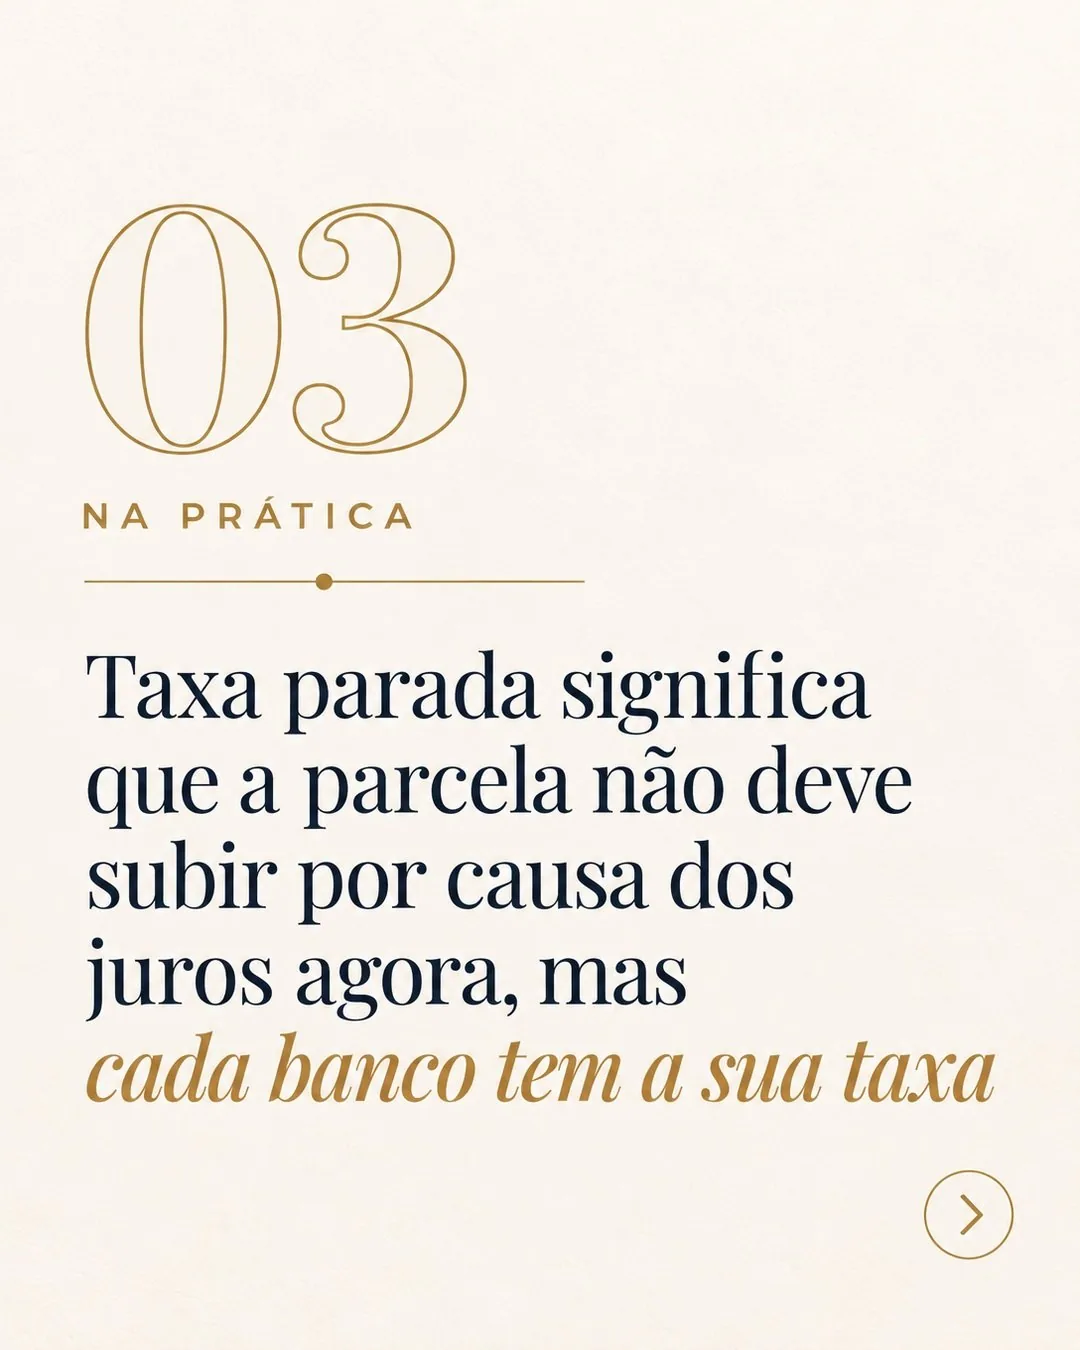 03
NA PRÁTICA
Taxa parada significa
que a parcela não deve
subir por causa dos
juros agora, mas
cada banco tem a sua taxa